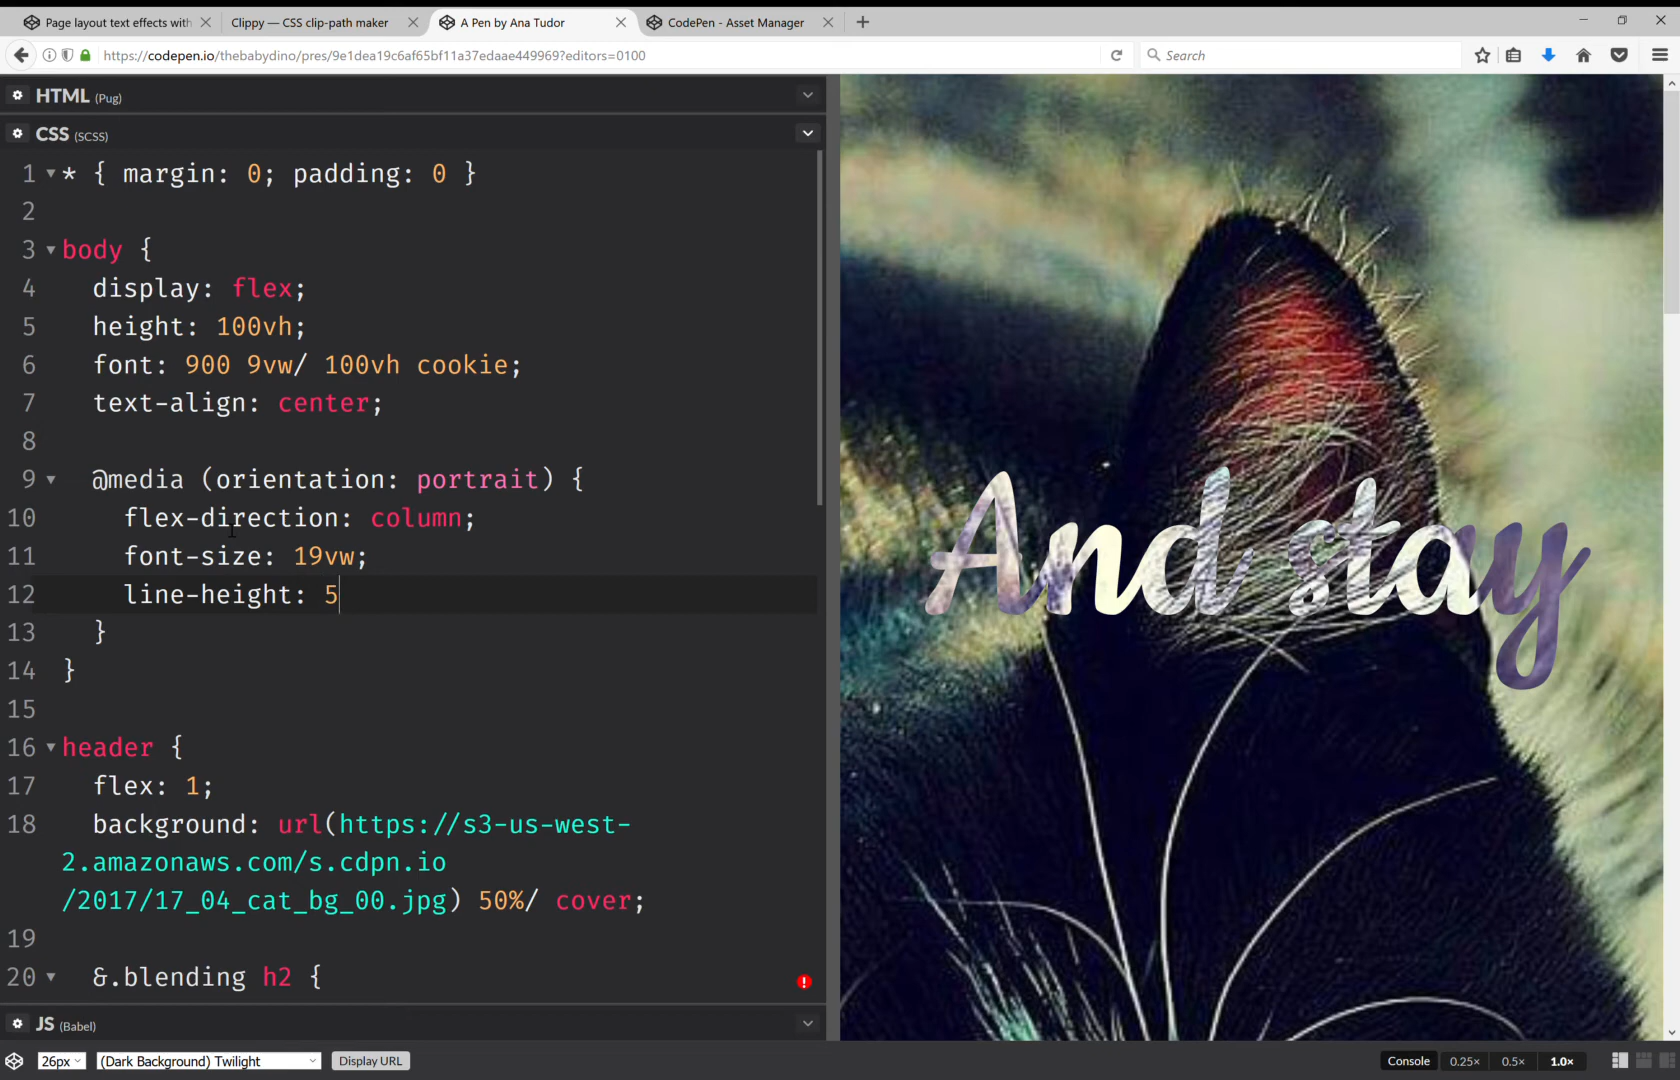 Page layout text effects with
Clippy — CSS clip-path maker
A Pen by Ana Tudor
CodePen - Asset Manager
https://codepen.io/thebabydino/pres/9e1dea19c6af65bf11a37edaae449969?editors=0100
Search
HTML (Pug)
CSS (SCSS)
1 * { margin: 0; padding: 0 }
2
3 body {
4 display: flex;
5 height: 100vh;
6 font: 900 9vw/ 100vh cookie;
7 text-align: center;
8
9 @media (orientation: portrait) {
10 flex-direction: column;
11 font-size: 19vw;
12 line-height: 5
13 }
14 }
15
16 header {
17 flex: 1;
18 background: url(https://s3-us-west-
2.amazonaws.com/s.cdpn.io
/2017/17_04_cat_bg_00.jpg) 50%/ cover;
19
20 &.blending h2 {
And stay
JS (Babel)
26px
(Dark Background) Twilight
Display URL
Console
0.25×
0.5×
1.0×